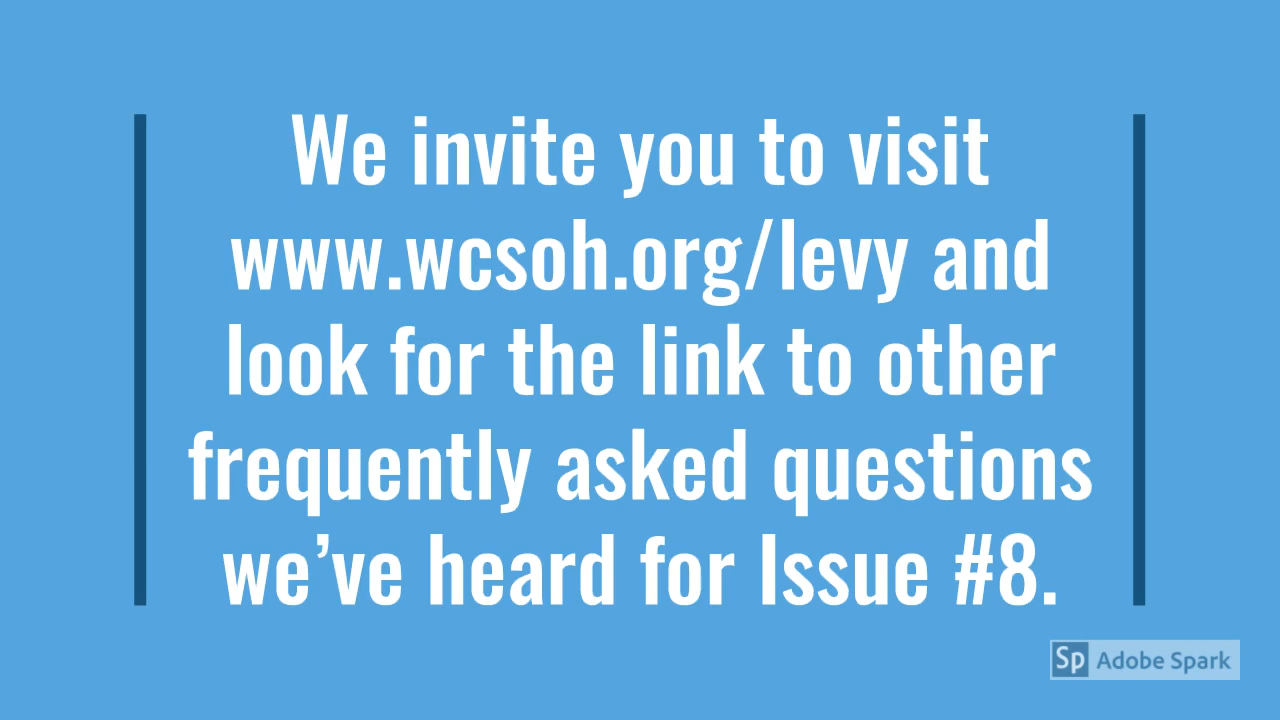 We invite you to visit
www.wcsoh.org/levy and
look for the link to other
frequently asked questions
we’ve heard for Issue #8.
Sp Adobe Spark